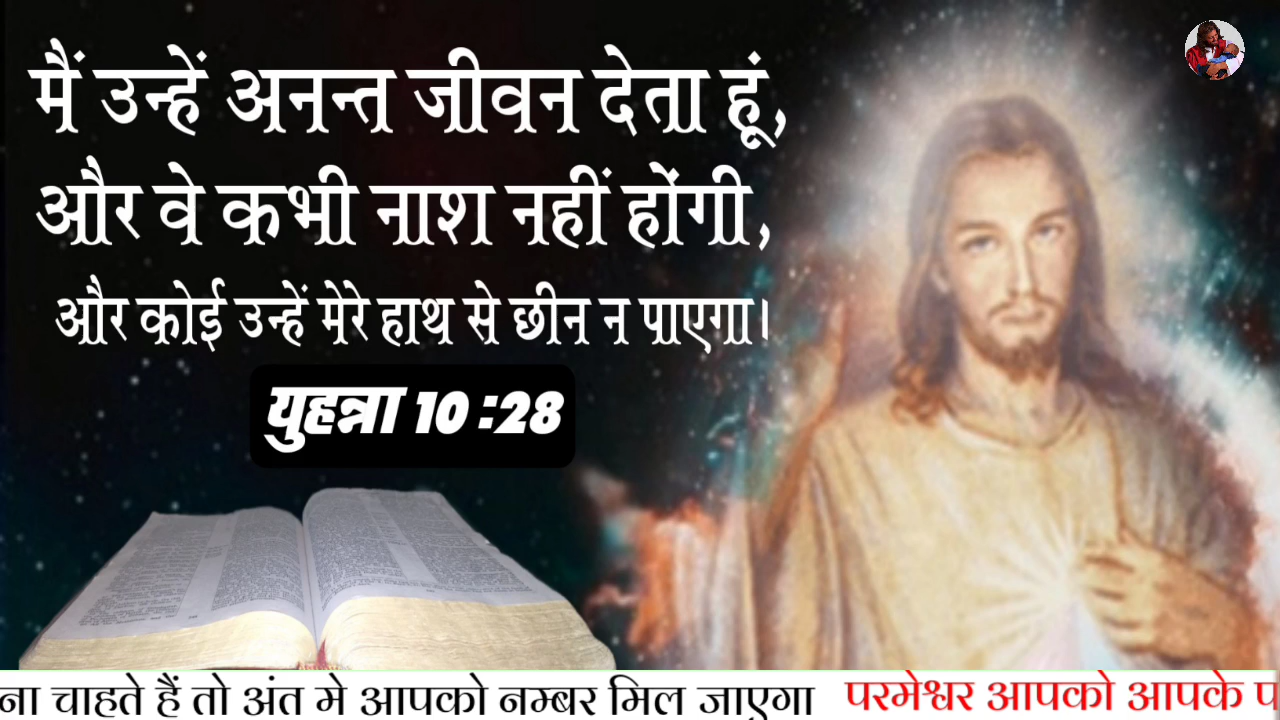 मैं उन्हें अनन्त जीवन देता हूं,
और वे कभी नाश नहीं होंगी,
और कोई उन्हें मेरे हाथ से छीन न पाएगा।
युहन्ना 10 :28
ना चाहते हैं तो अंत मे आपको नम्बर मिल जाएगा परमेश्वर आपको आपके